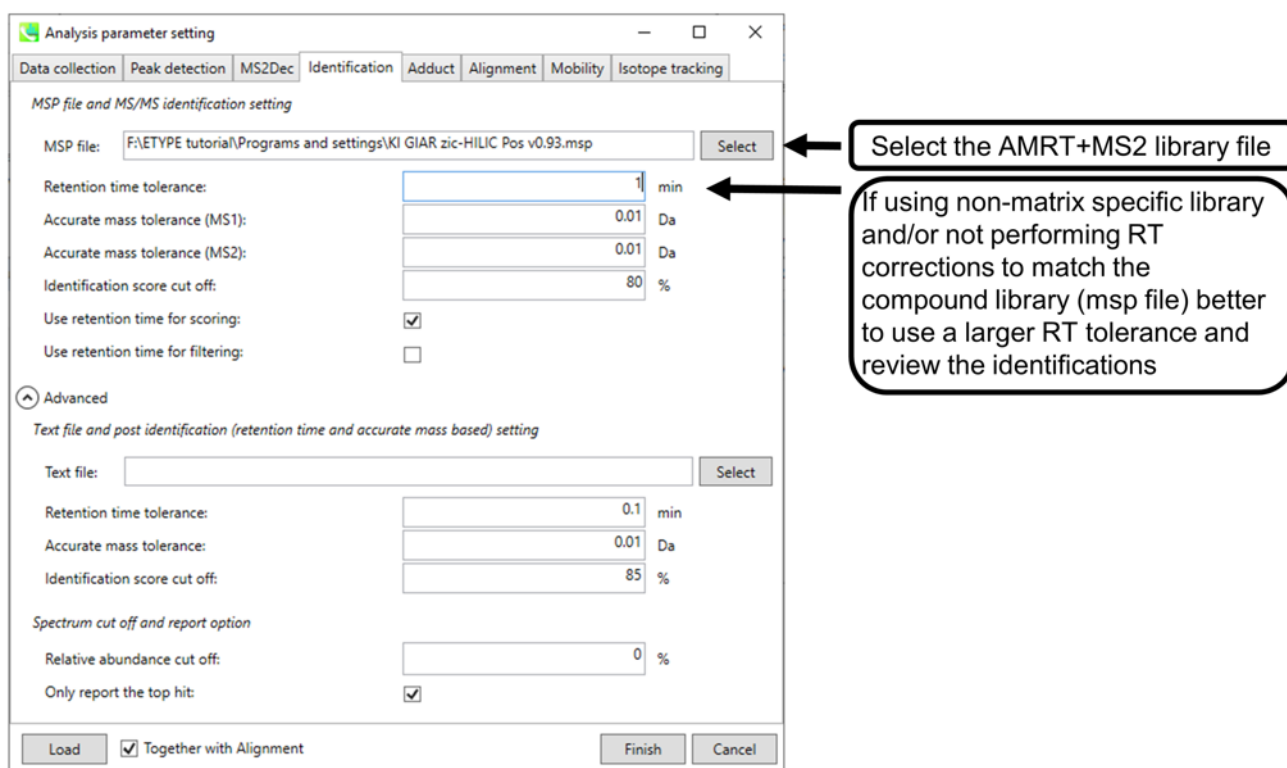 Analysis parameter setting
Data collection Peak detection MS2Dec Identification Adduct Alignment Mobility Isotope tracking
MSP file and MS/MS identification setting
MSP file: F:\ETYPE tutorial\Programs and settings\KI GIAR zic-HILIC Pos v0.93.msp Select
Select the AMRT+MS2 library file
Retention time tolerance: 1 min
Accurate mass tolerance (MS1): 0.01 Da
Accurate mass tolerance (MS2): 0.01 Da
Identification score cut off: 80 %
Use retention time for scoring:
Use retention time for filtering:
If using non-matrix specific library
and/or not performing RT
corrections to match the
compound library (msp file) better
to use a larger RT tolerance and
review the identifications
Advanced
Text file and post identification (retention time and accurate mass based) setting
Text file: Select
Retention time tolerance: 0.1 min
Accurate mass tolerance: 0.01 Da
Identification score cut off: 85 %
Spectrum cut off and report option
Relative abundance cut off: 0 %
Only report the top hit:
Load Together with Alignment Finish Cancel